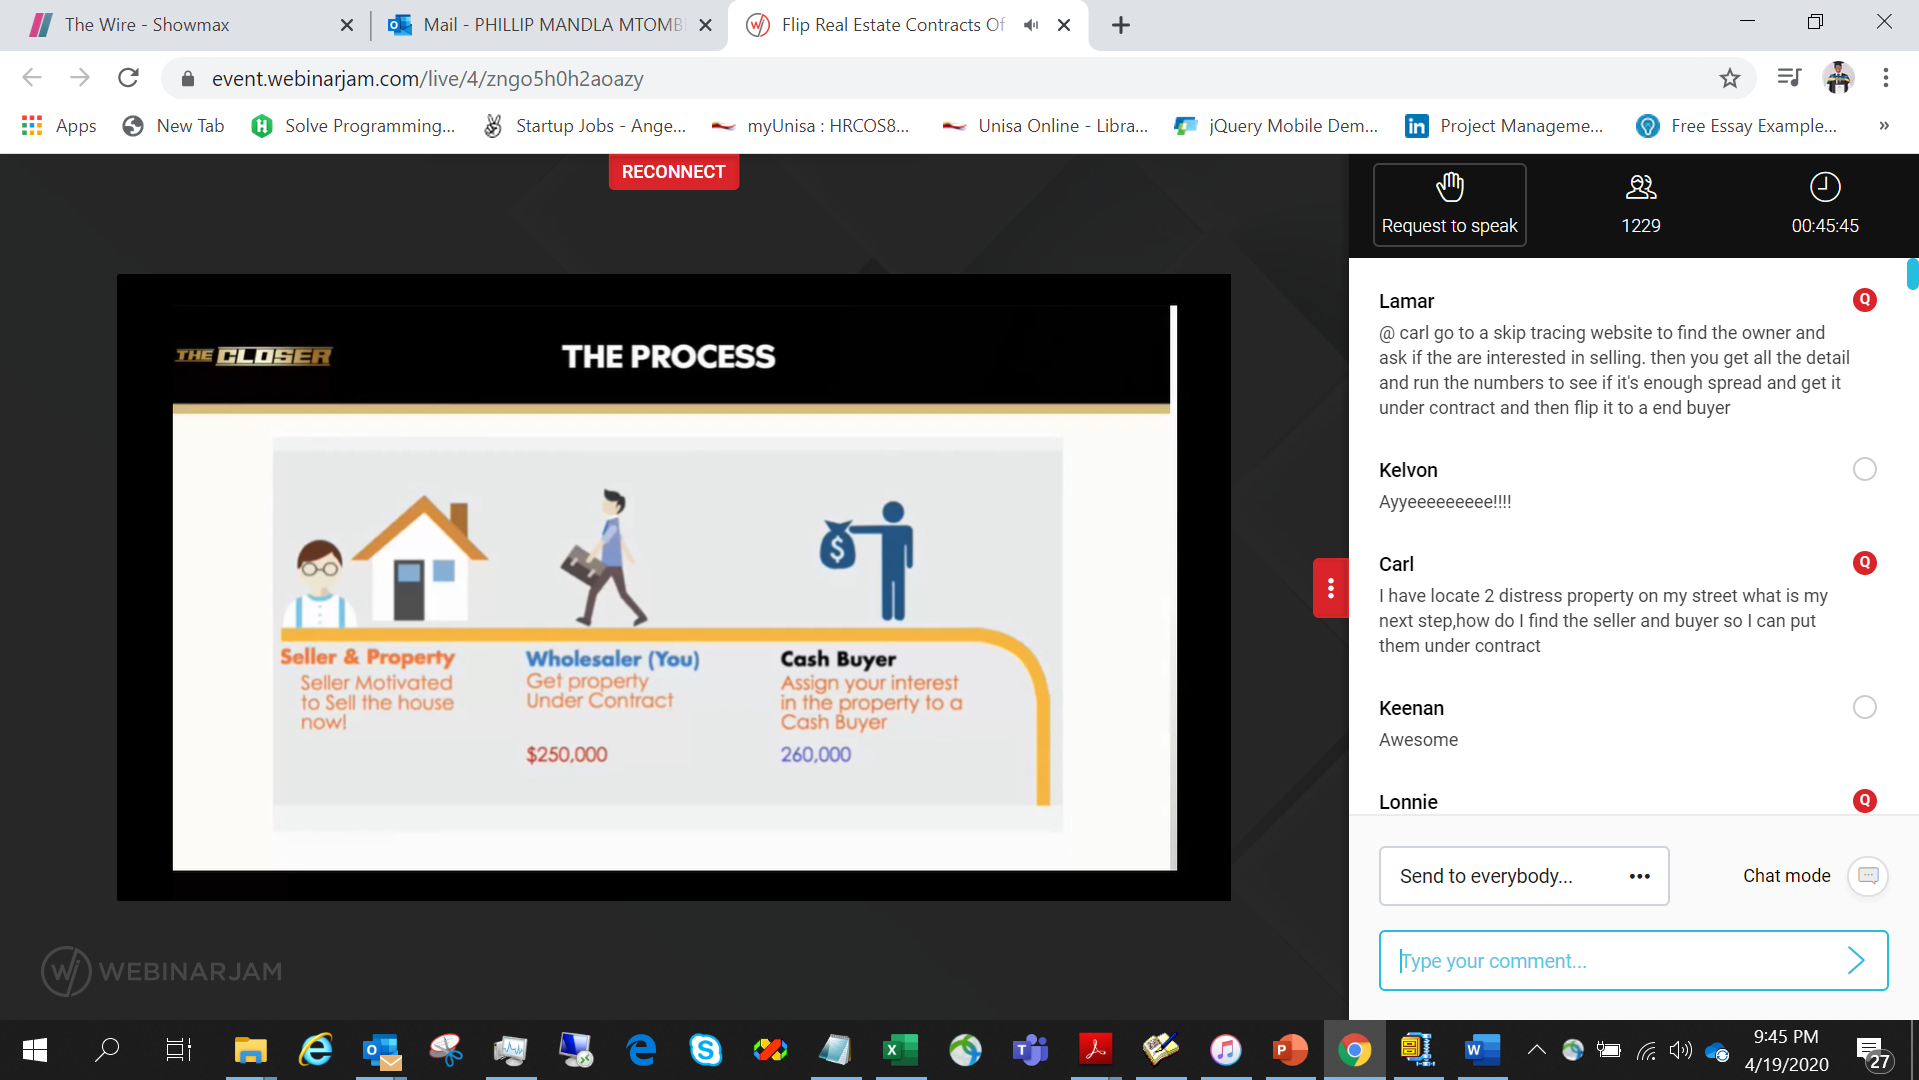 The Wire - Showmax
Mail - PHILLIP MANDLA MTOMB
Flip Real Estate Contracts Of
event.webinarjam.com/live/4/zngo5h0h2aoazy
Apps
New Tab
Solve Programming...
Startup Jobs - Ange...
myUnisa : HRCOS8...
Unisa Online - Libra...
jQuery Mobile Dem...
Project Manageme...
Free Essay Example...
»
RECONNECT
Request to speak
1229
00:45:45
THE CLOSER
THE PROCESS
Seller & Property
Seller Motivated
to Sell the house
now!
Wholesaler (You)
Get property
Under Contract
$250,000
Cash Buyer
Assign your interest
in the property to a
Cash Buyer
260,000
WEBINARJAM
Lamar
Q
@ carl go to a skip tracing website to find the owner and
ask if the are interested in selling. then you get all the detail
and run the numbers to see if it's enough spread and get it
under contract and then flip it to a end buyer
Kelvon
Ayyeeeeeeeee!!!!
Carl
Q
I have locate 2 distress property on my street what is my
next step,how do I find the seller and buyer so I can put
them under contract
Keenan
Awesome
Lonnie
Q
Send to everybody...
Chat mode
Type your comment...
9:45 PM
4/19/2020
27